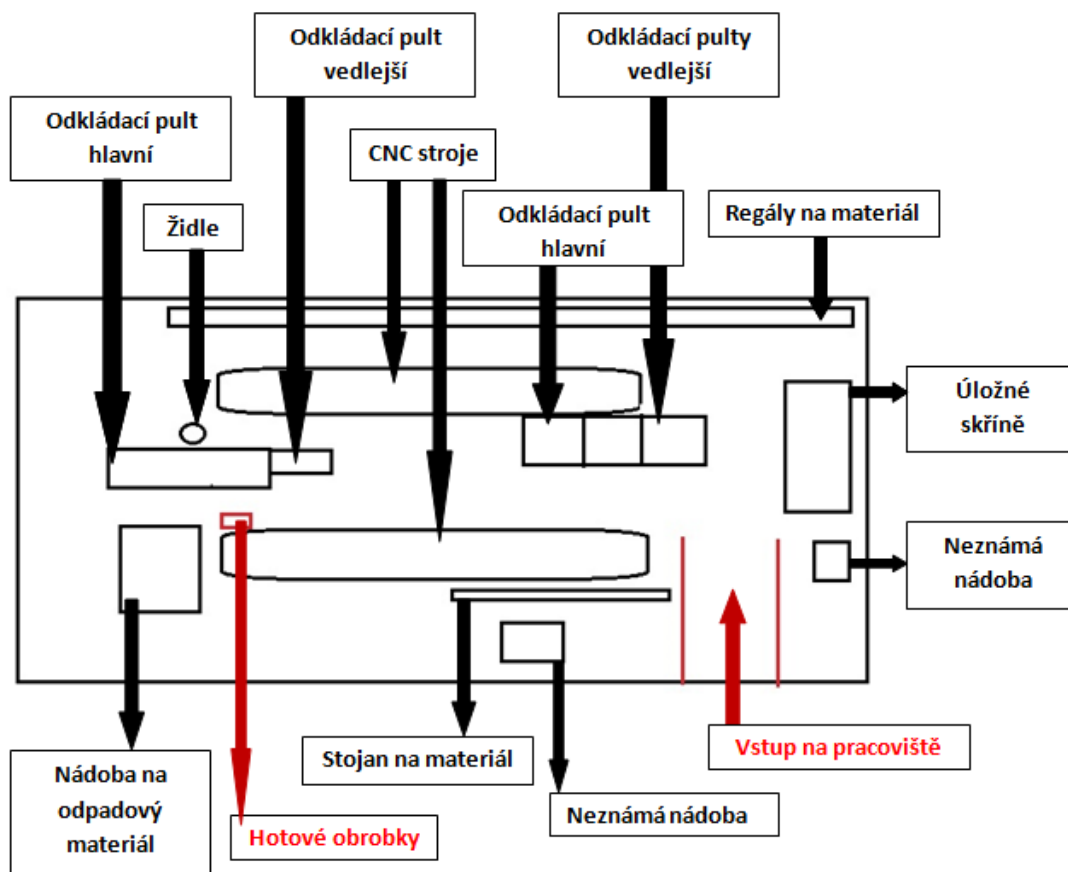 Odkládací pult
vedlejší
Odkládací pulty
vedlejší
Odkládací pult
hlavní
CNC stroje
Židle
Odkládací pult
hlavní
Regály na materiál
Úložné
skříně
Neznámá
nádoba
Nádoba na
odpadový
materiál
Hotové obrobky
Stojan na materiál
Neznámá nádoba
Vstup na pracoviště